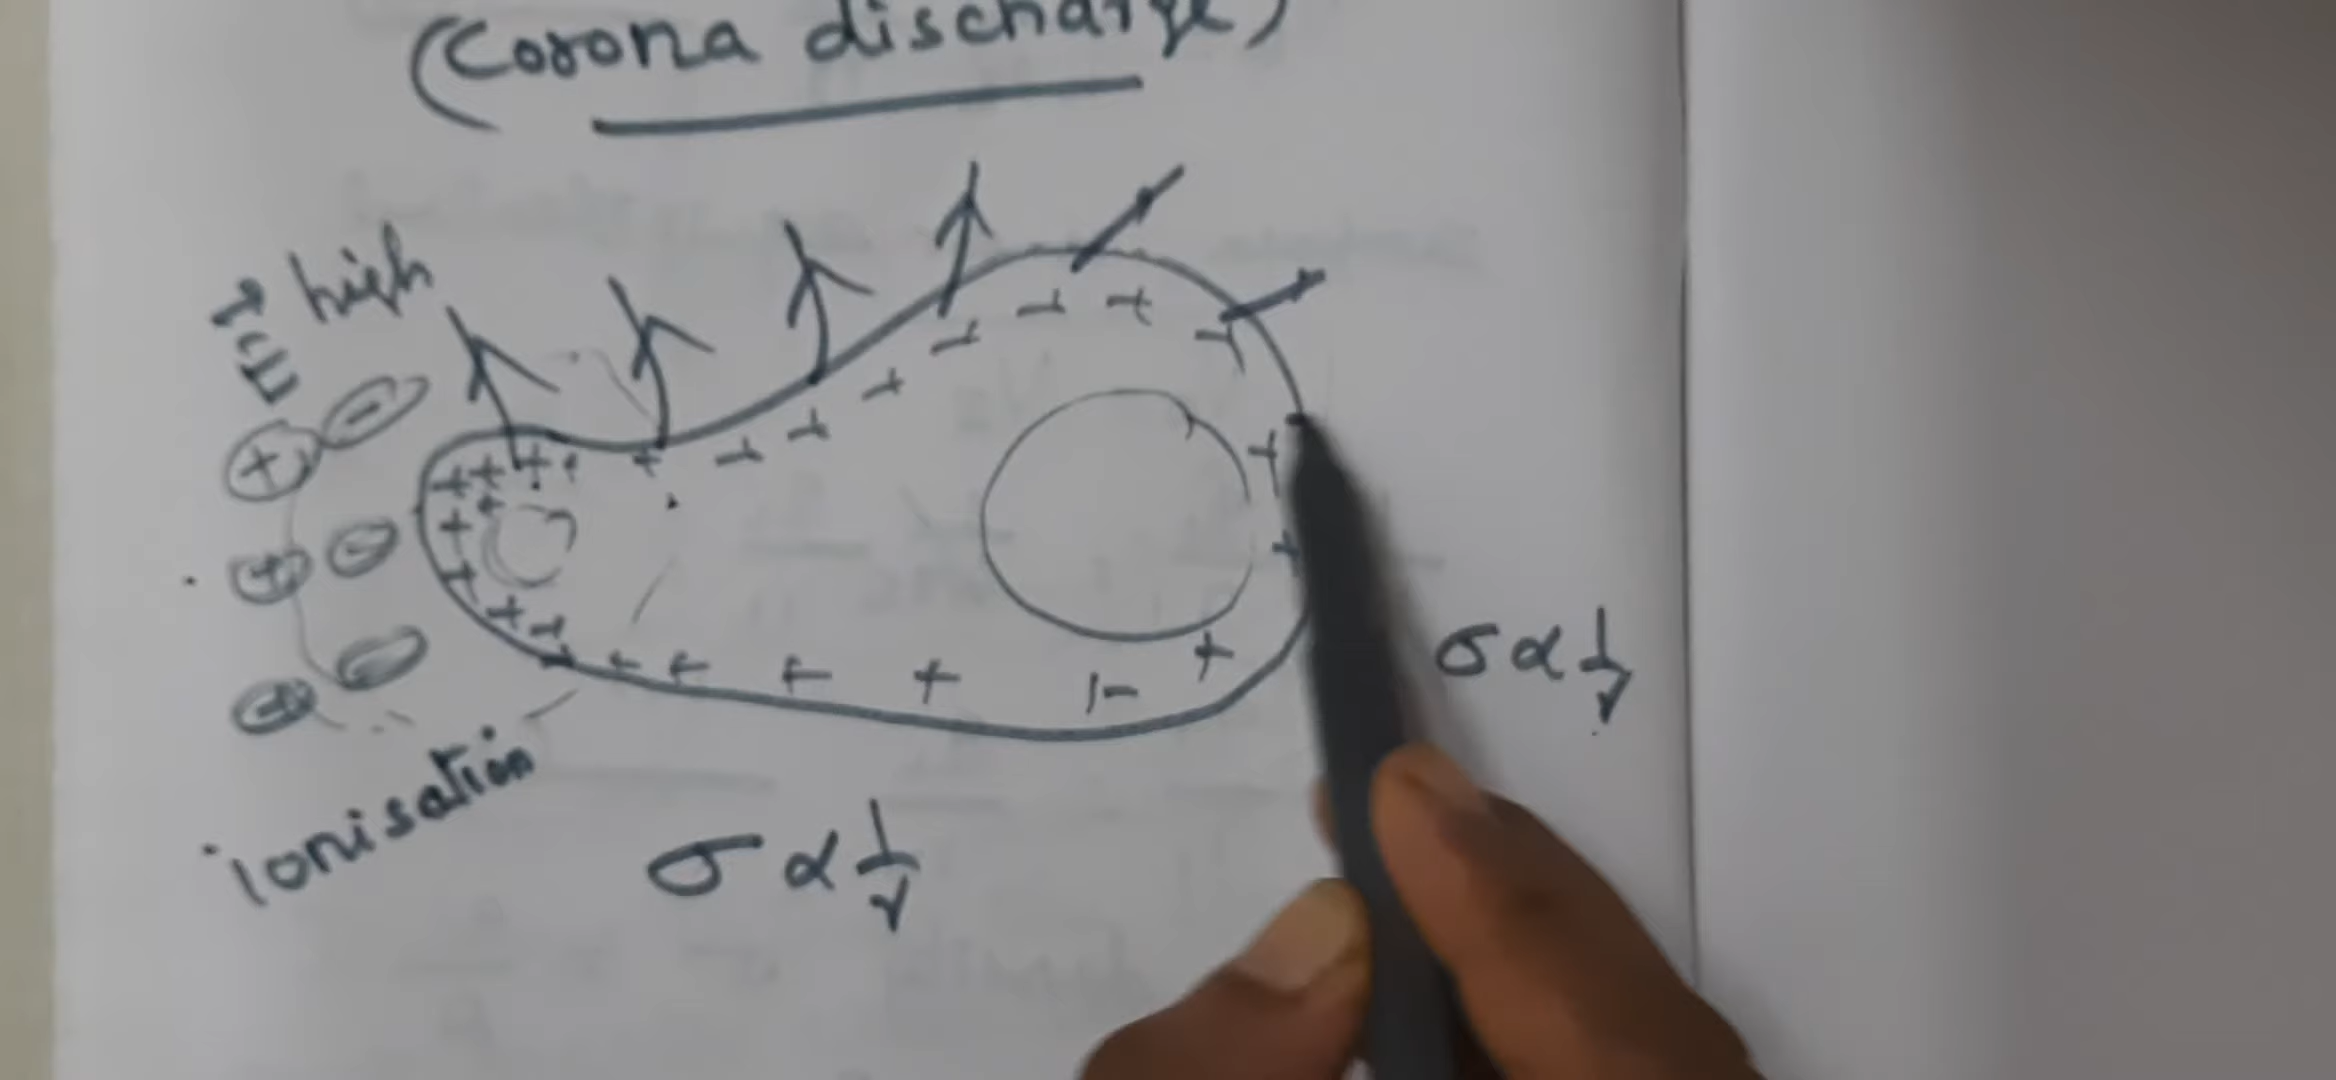 (Corona discharge)
high
E
ionisation
σ α 1/r
σ α 1/r